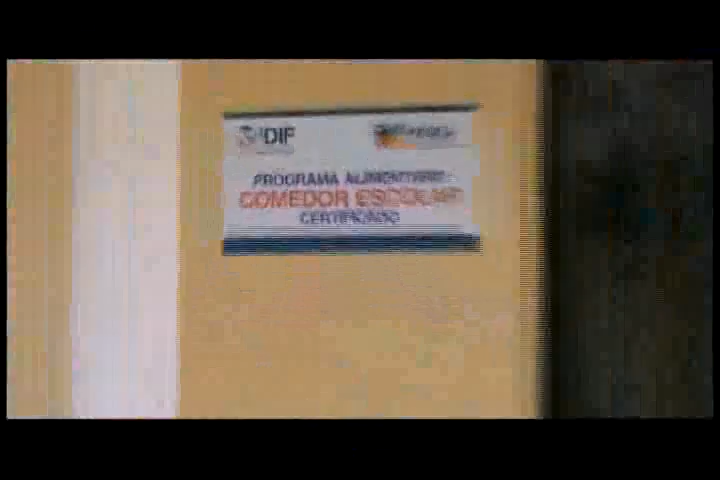 DIF
PROGRAMA ALIMENTARIO
COMEDOR ESCOLAR
CERTIFICADO